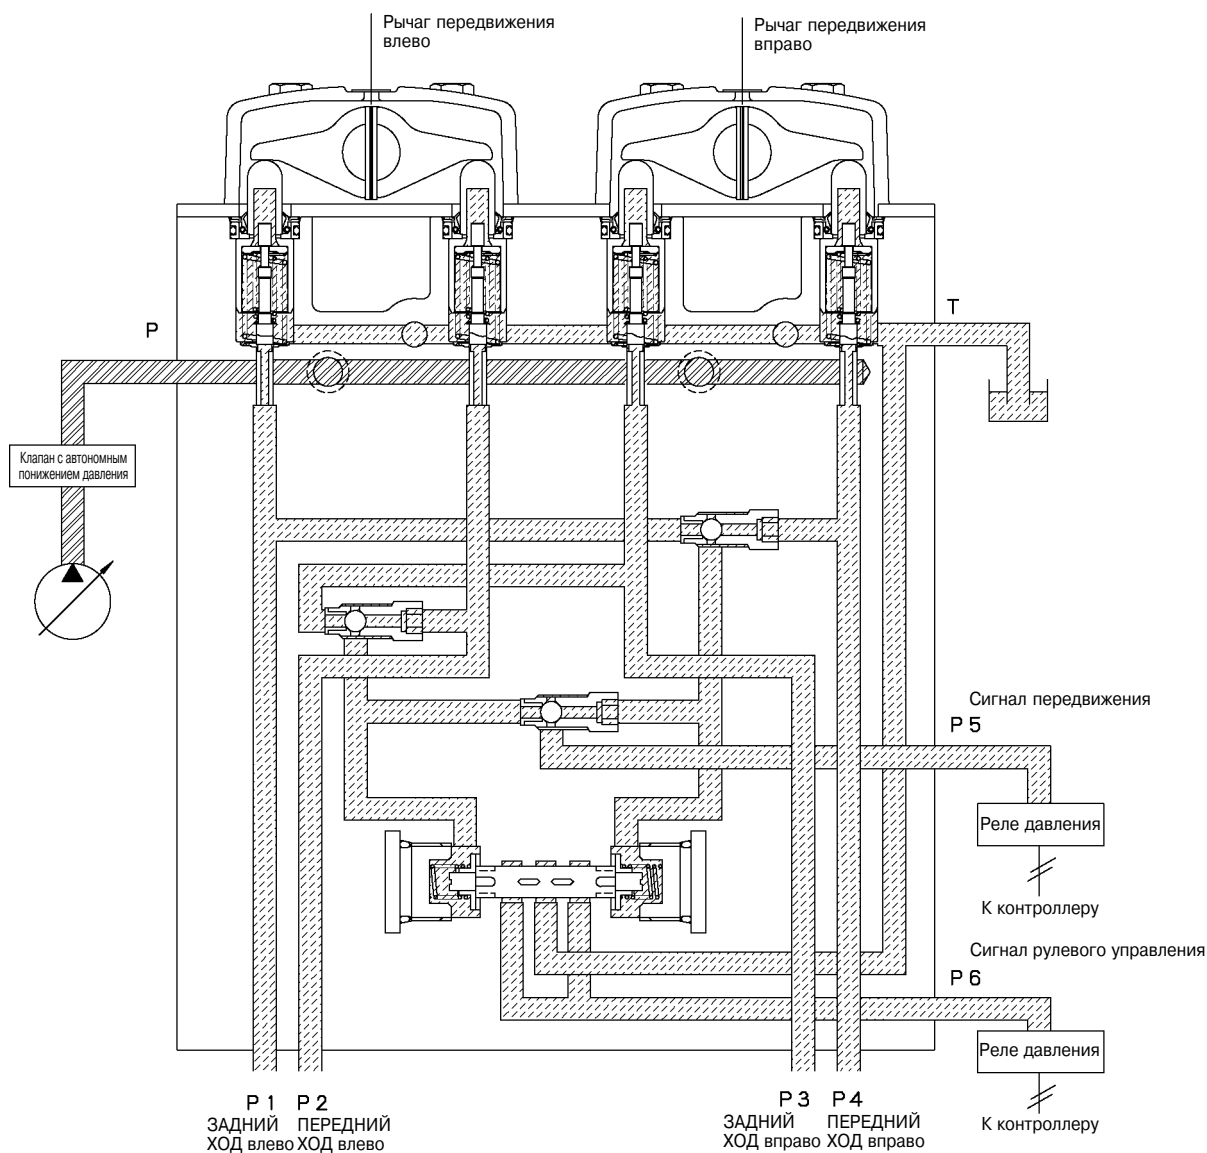 Рычаг передвижения
влево
Рычаг передвижения
вправо
P
T
Клапан с автономным
понижением давления
Сигнал передвижения
P 5
Реле давления
К контроллеру
Сигнал рулевого управления
P 6
Реле давления
К контроллеру
P 1
ЗАДНИЙ
ХОД влево
P 2
ПЕРЕДНИЙ
ХОД влево
P 3
ЗАДНИЙ
ХОД вправо
P 4
ПЕРЕДНИЙ
ХОД вправо